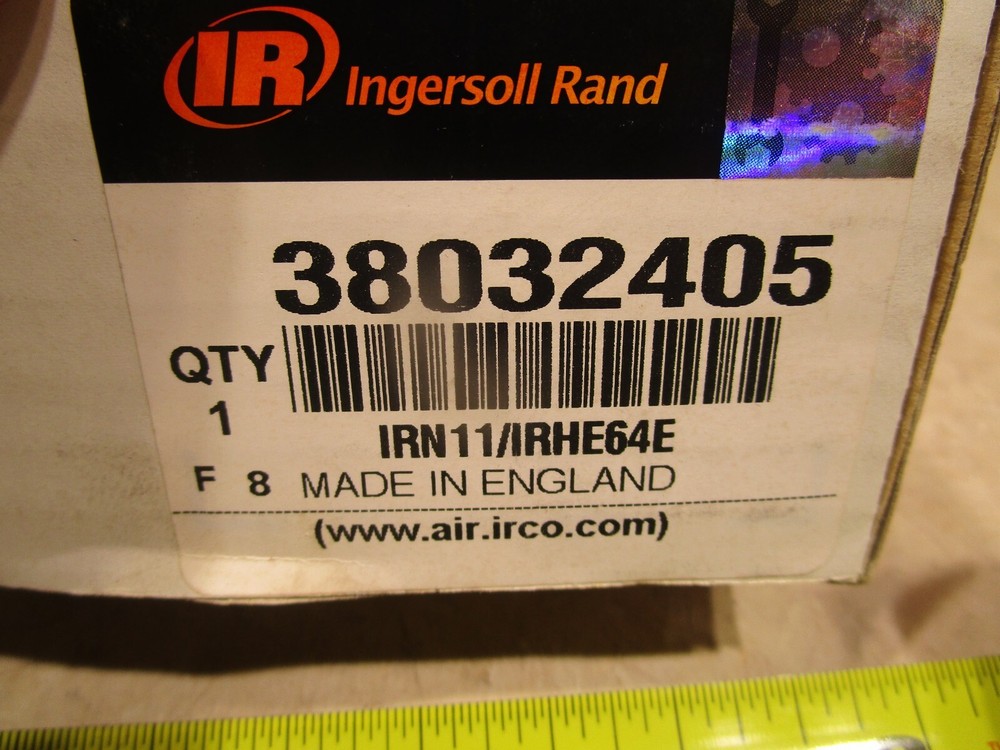 IR Ingersoll Rand
38032405
QTY
1
IRN11/IRHE64E
F 8 MADE IN ENGLAND
(www.air.irco.com)